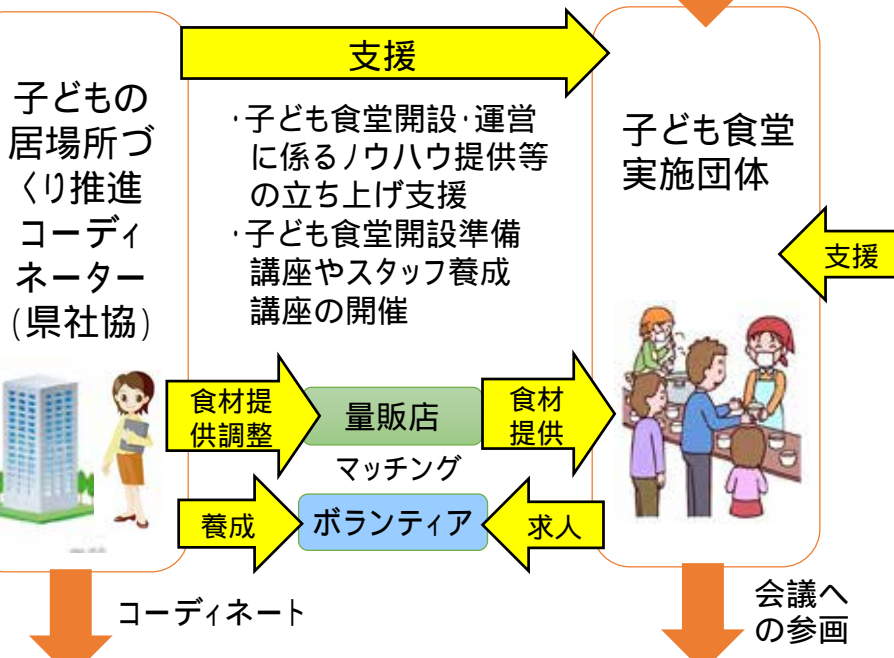 支援
子どもの
居場所づ
くり推進
コーディ
ネーター
(県社協)
・子ども食堂開設・運営
に係るノウハウ提供等
の立ち上げ支援
・子ども食堂開設準備
講座やスタッフ養成
講座の開催
子ども食堂
実施団体
支援
食材提
供調整
量販店
食材
提供
マッチング
養成
ボランティア
求人
コーディネート
会議へ
の参画